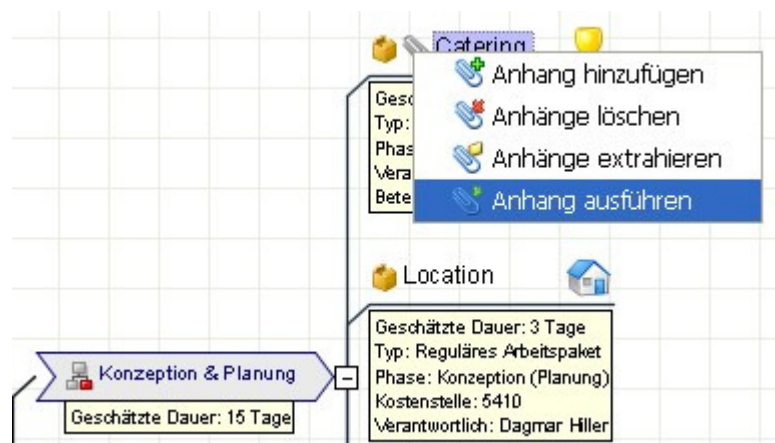 Catering
Anhang hinzufügen
Anhänge löschen
Anhänge extrahieren
Anhang ausführen
Typ:
Location
Geschätzte Dauer: 3 Tage
Typ: Reguläres Arbeitspaket
Phase: Konzeption (Planung)
Kostenstelle: 5410
Verantwortlich: Dagmar Hiller
Konzeption & Planung
Geschätzte Dauer: 15 Tage